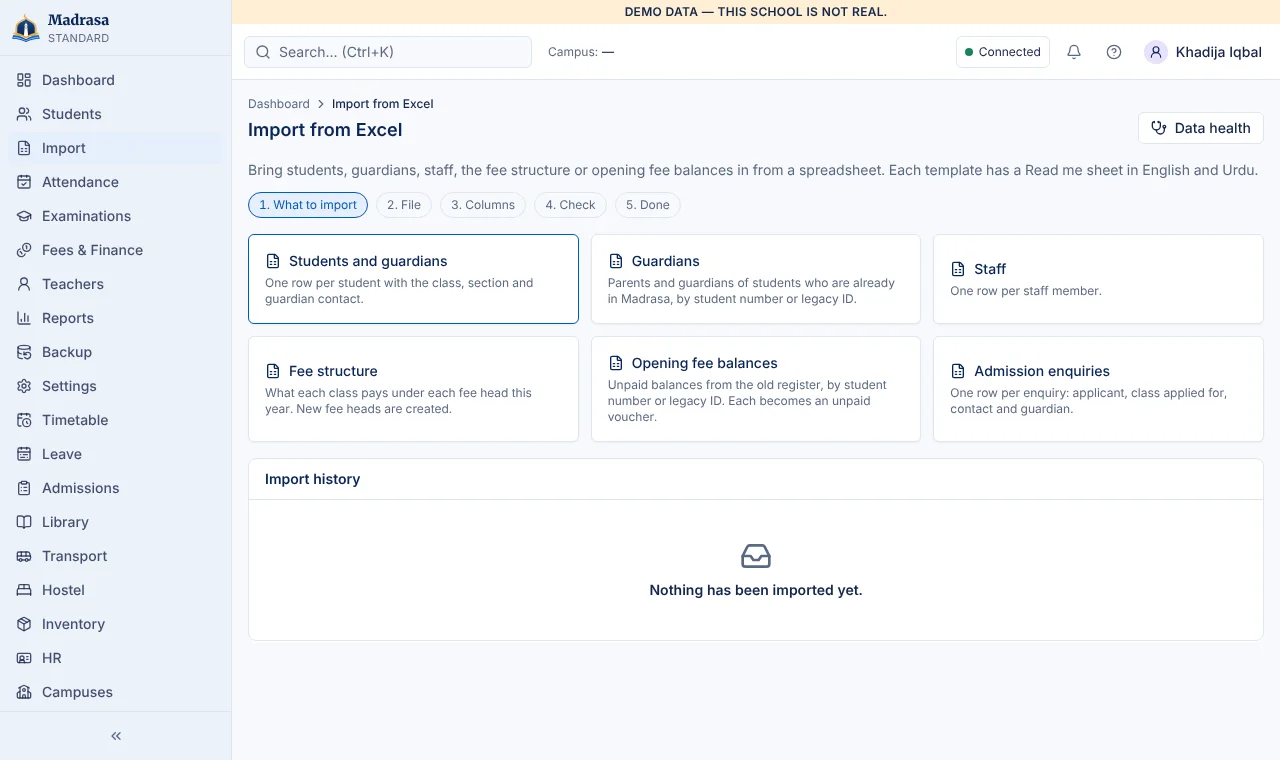 Madrasa
STANDARD
Dashboard
Students
Import
Attendance
Examinations
Fees & Finance
Teachers
Reports
Backup
Settings
Timetable
Leave
Admissions
Library
Transport
Hostel
Inventory
HR
Campuses
DEMO DATA — THIS SCHOOL IS NOT REAL.
Search... (Ctrl+K)
Campus: —
Connected
Khadija Iqbal
Dashboard > Import from Excel
Import from Excel
Data health
Bring students, guardians, staff, the fee structure or opening fee balances in from a spreadsheet. Each template has a Read me sheet in English and Urdu.
1. What to import
2. File
3. Columns
4. Check
5. Done
Students and guardians
One row per student with the class, section and
guardian contact.
Guardians
Parents and guardians of students who are already
in Madrasa, by student number or legacy ID.
Staff
One row per staff member.
Fee structure
What each class pays under each fee head this
year. New fee heads are created.
Opening fee balances
Unpaid balances from the old register, by student
number or legacy ID. Each becomes an unpaid
voucher.
Admission enquiries
One row per enquiry: applicant, class applied for,
contact and guardian.
Import history
Nothing has been imported yet.